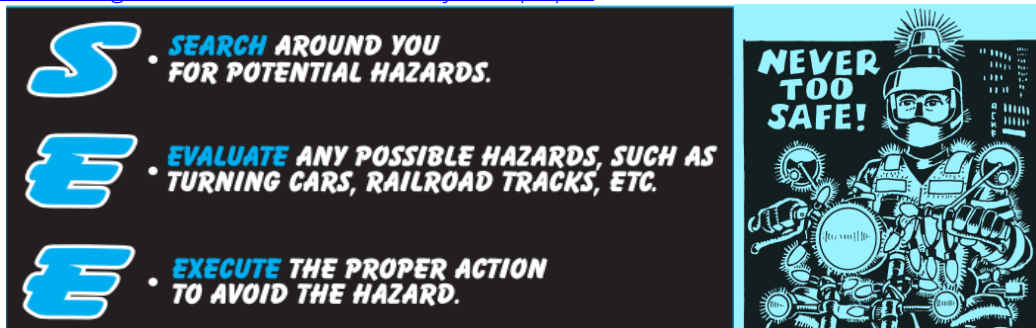 S
• SEARCH AROUND YOU
FOR POTENTIAL HAZARDS.
E
• EVALUATE ANY POSSIBLE HAZARDS, SUCH AS
TURNING CARS, RAILROAD TRACKS, ETC.
E
• EXECUTE THE PROPER ACTION
TO AVOID THE HAZARD.
NEVER
TOO
SAFE!